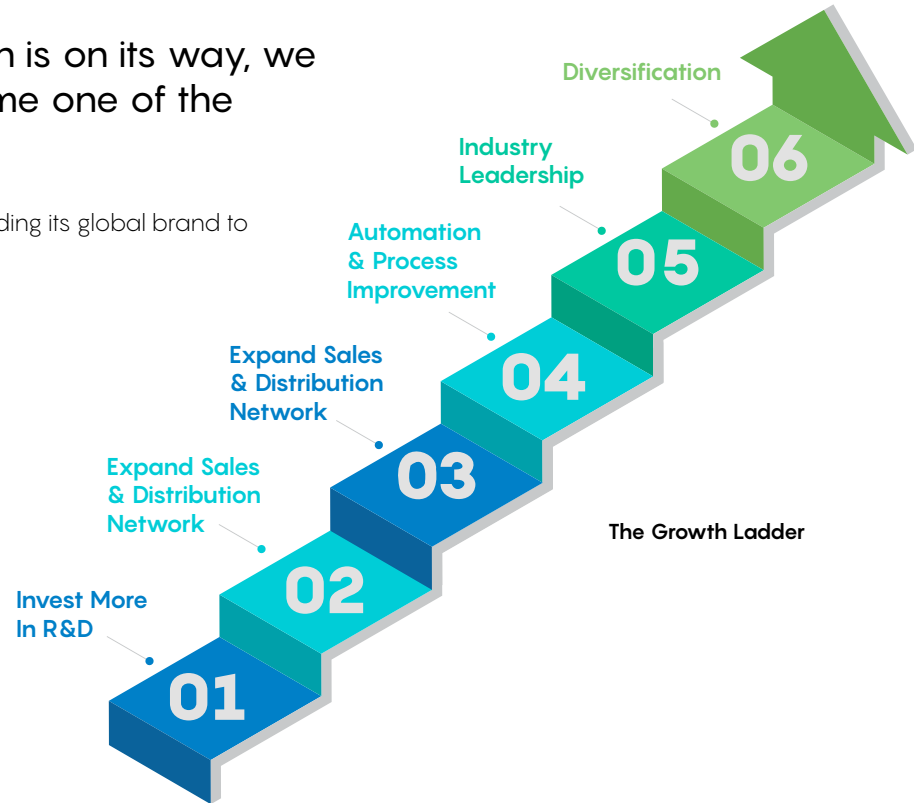 n is on its way, we
me one of the
ding its global brand to
Diversification
06
Industry
Leadership
05
Automation
& Process
Improvement
04
Expand Sales
& Distribution
Network
03
Expand Sales
& Distribution
Network
02
Invest More
In R&D
01
The Growth Ladder